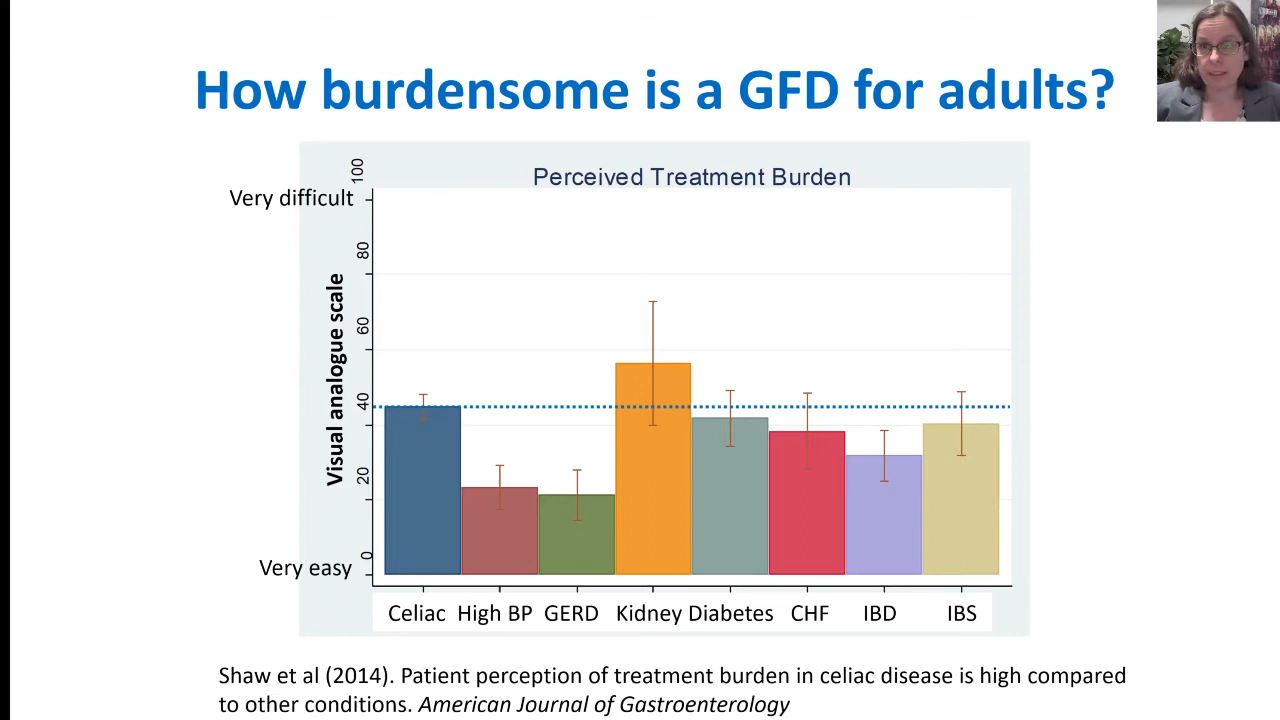 How burdensome is a GFD for adults?
Perceived Treatment Burden
Very difficult
100
80
60
40
20
0
Visual analogue scale
Very easy
Celiac High BP GERD Kidney Diabetes CHF IBD IBS
Shaw et al (2014). Patient perception of treatment burden in celiac disease is high compared
to other conditions. American Journal of Gastroenterology